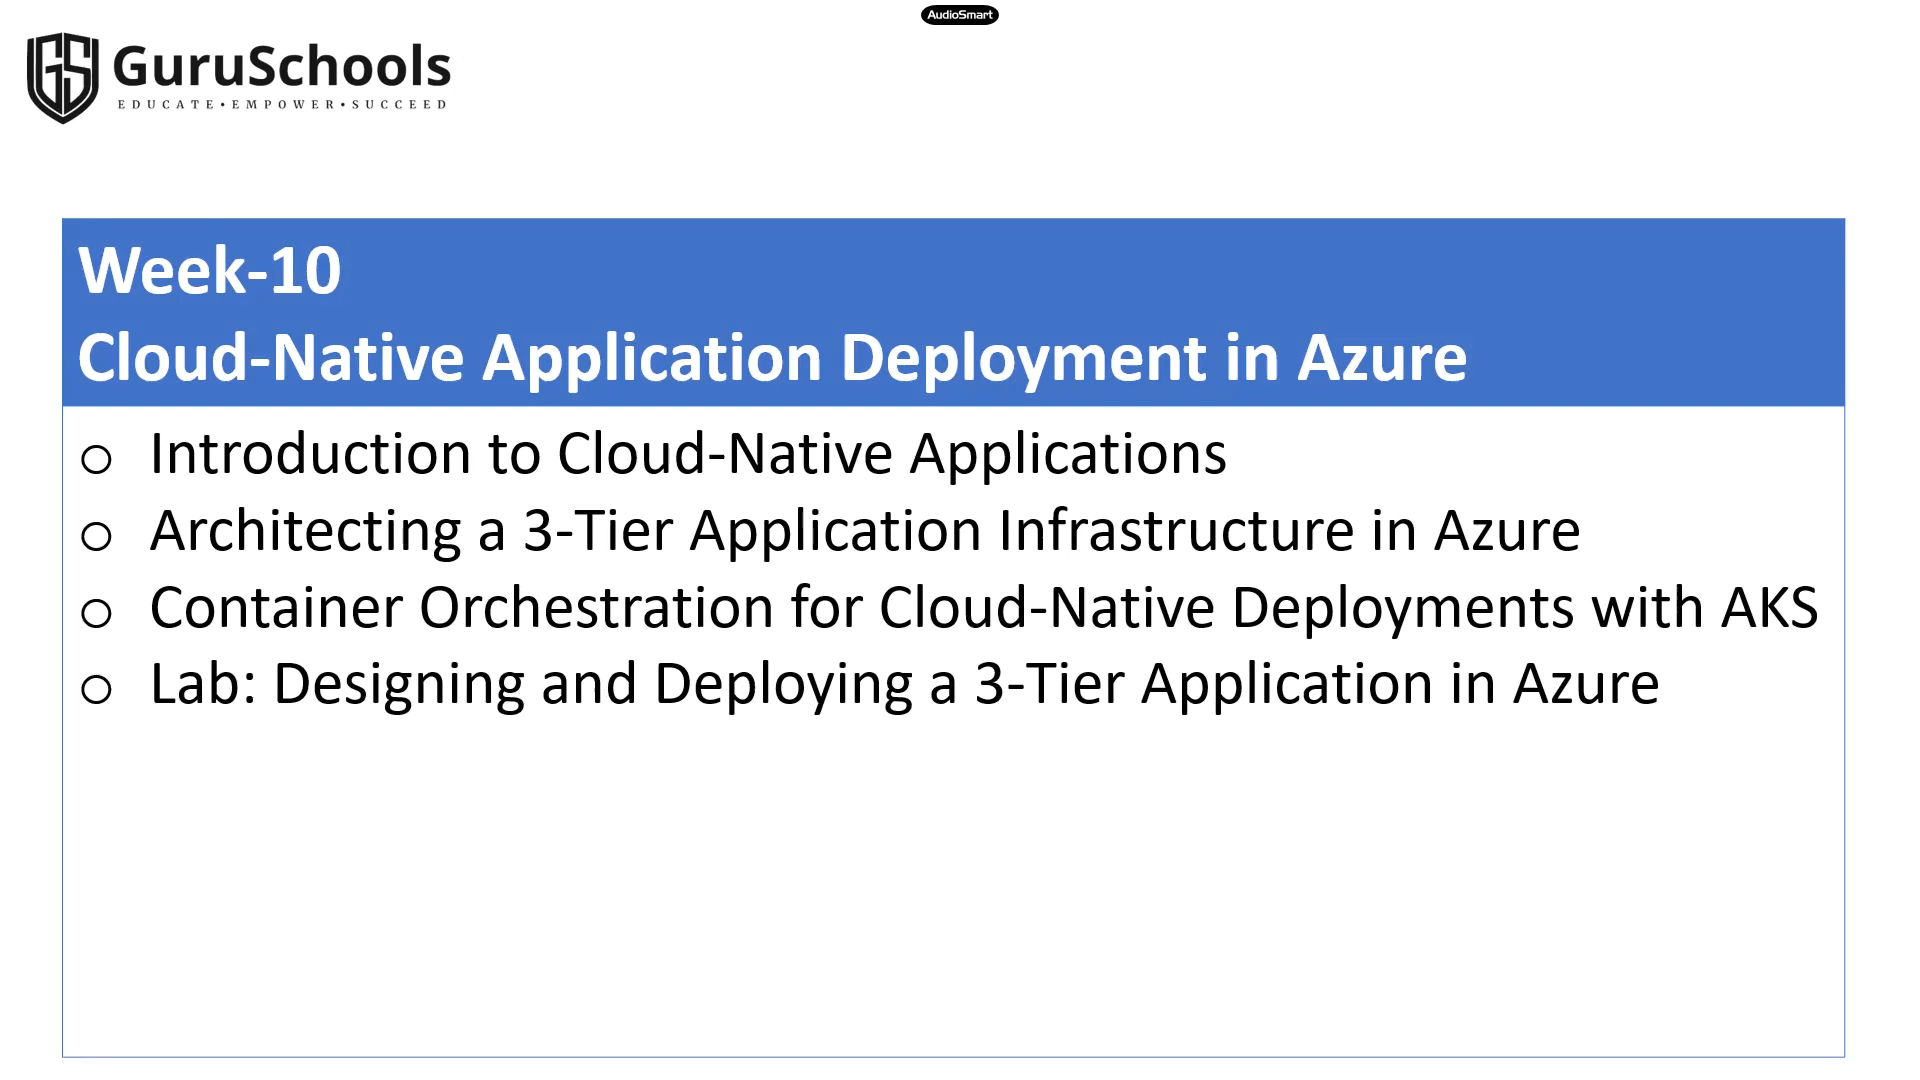 AudioSmart
GS
GuruSchools
EDUCATE•EMPOWER•SUCCEED
Week-10
Cloud-Native Application Deployment in Azure
o Introduction to Cloud-Native Applications
o Architecting a 3-Tier Application Infrastructure in Azure
o Container Orchestration for Cloud-Native Deployments with AKS
o Lab: Designing and Deploying a 3-Tier Application in Azure